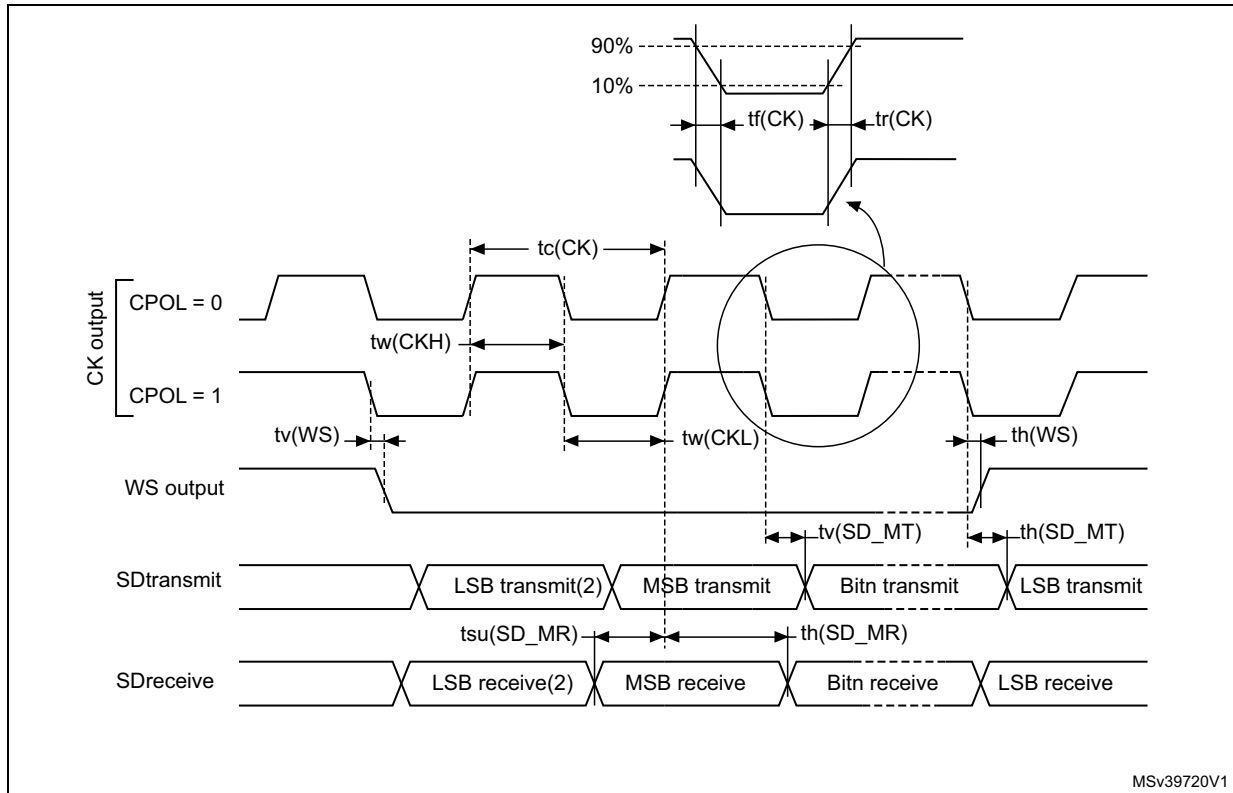 90%
10%
tf(CK)
tr(CK)
tc(CK)
CK output
CPOL = 0
tw(CKH)
CPOL = 1
tv(WS)
tw(CKL)
th(WS)
WS output
tv(SD_MT)
th(SD_MT)
SDtransmit
LSB transmit(2)
MSB transmit
Bitn transmit
LSB transmit
tsu(SD_MR)
th(SD_MR)
SDreceive
LSB receive(2)
MSB receive
Bitn receive
LSB receive
MSv39720V1